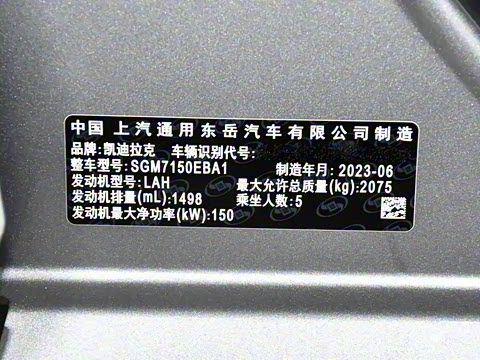 中国 上汽通用东岳汽车有限公司制造
品牌:凯迪拉克 车辆识别代号:
整车型号:SGM7150EBA1 制造年月:2023-06
发动机型号:LAH 最大允许总质量(kg):2075
发动机排量(mL):1498 乘坐人数:5
发动机最大净功率(kW):150